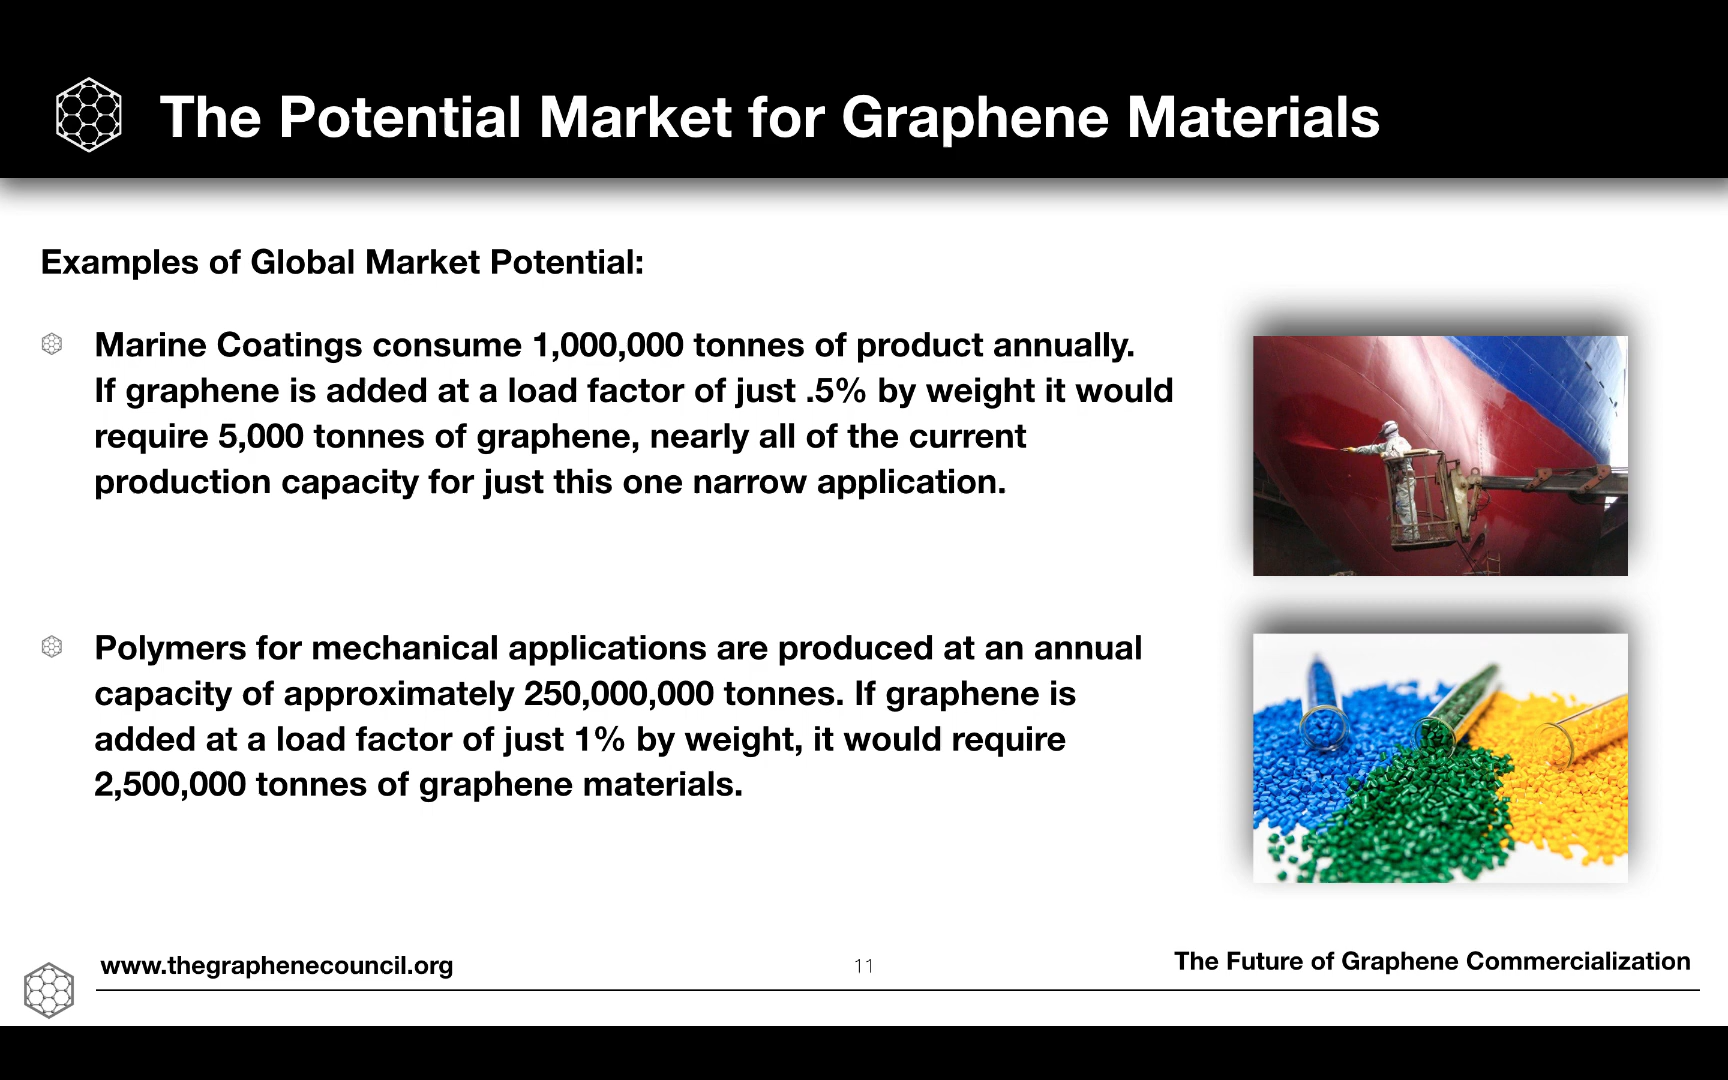 The Potential Market for Graphene Materials
Examples of Global Market Potential:
Marine Coatings consume 1,000,000 tonnes of product annually.
If graphene is added at a load factor of just .5% by weight it would
require 5,000 tonnes of graphene, nearly all of the current
production capacity for just this one narrow application.
Polymers for mechanical applications are produced at an annual
capacity of approximately 250,000,000 tonnes. If graphene is
added at a load factor of just 1% by weight, it would require
2,500,000 tonnes of graphene materials.
www.thegraphenecouncil.org
11
The Future of Graphene Commercialization